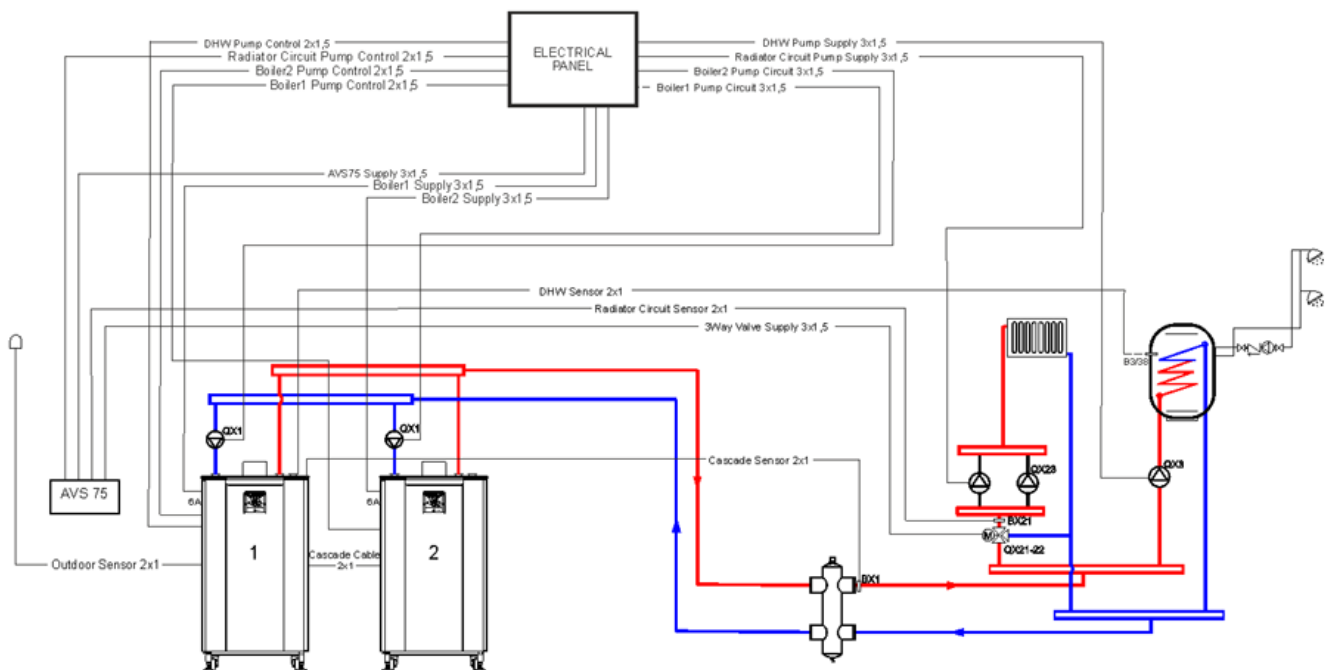 ELECTRICAL
PANEL
DHW Pump Control 2x1,5
Radiator Circuit Pump Control 2x1,5
Boiler2 Pump Control 2x1,5
Boiler1 Pump Control 2x1,5
DHW Pump Supply 3x1,5
Radiator Circuit Pump Supply 3x1,5
Boiler2 Pump Circuit 3x1,5
Boiler1 Pump Circuit 3x1,5
AVS75 Supply 3x1,5
Boiler1 Supply 3x1,5
Boiler2 Supply 3x1,5
DHW Sensor 2x1
Radiator Circuit Sensor 2x1
3Way Valve Supply 3x1,5
B3/38
QX1
QX1
Cascade Sensor 2x1
QX23
QX3
AVS 75
6A
6A
BX21
M
QX21-22
1
2
Outdoor Sensor 2x1
Cascade Cable
2x1
BX1